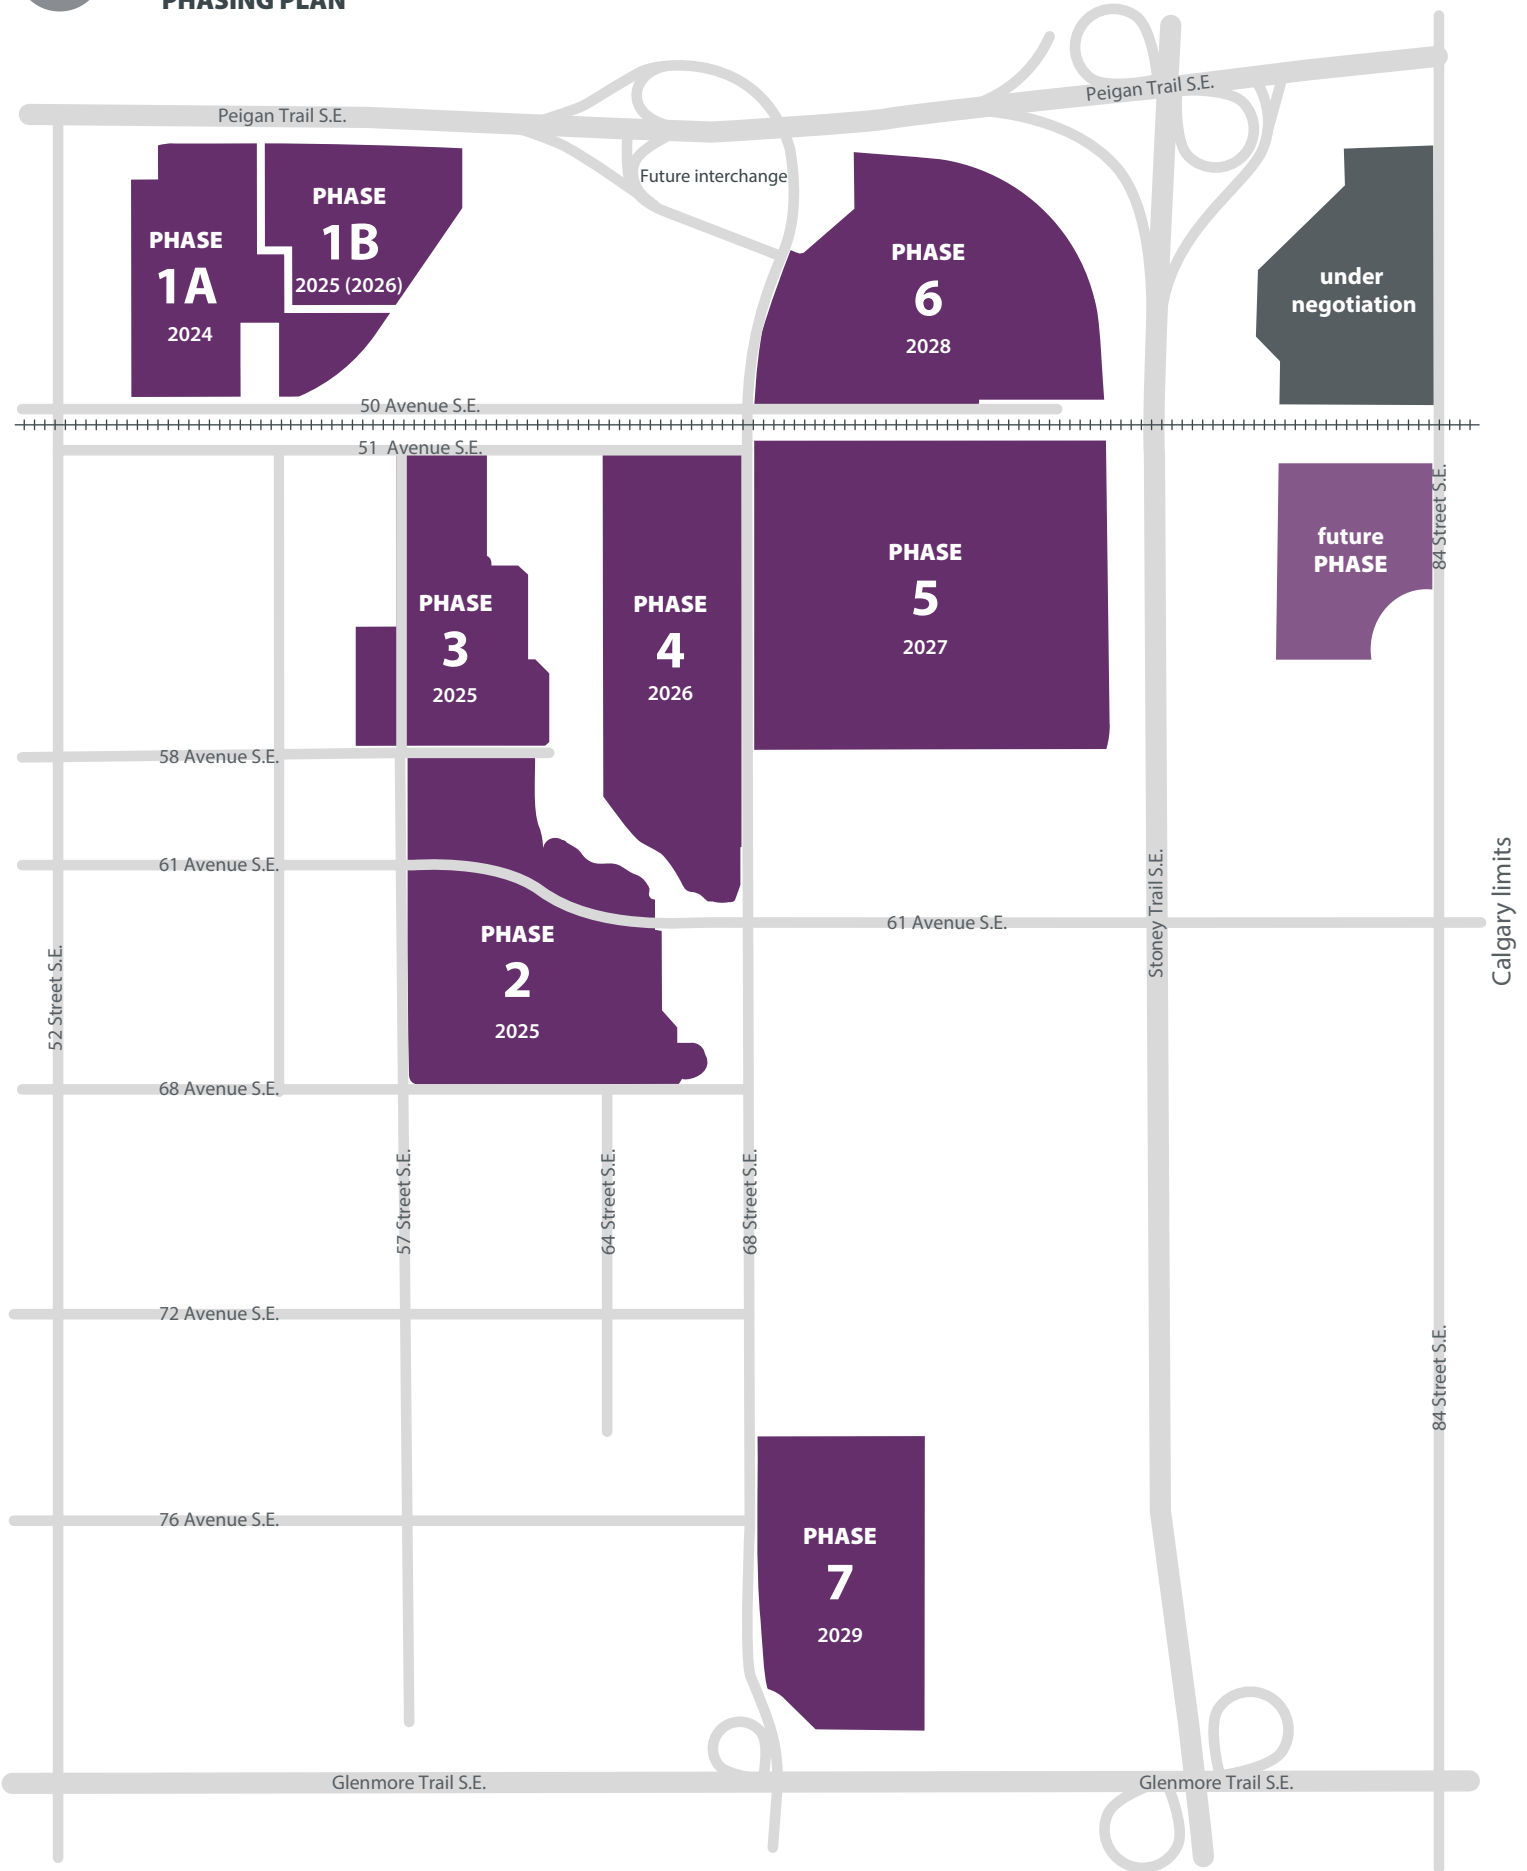 PHASING PLAN
Peigan Trail S.E.
Peigan Trail S.E.
Future interchange
PHASE
1A
2024
PHASE
1B
2025 (2026)
PHASE
6
2028
under
negotiation
50 Avenue S.E.
51 Avenue S.E.
PHASE
3
2025
PHASE
4
2026
PHASE
5
2027
future
PHASE
84 Street S.E.
58 Avenue S.E.
61 Avenue S.E.
61 Avenue S.E.
PHASE
2
2025
52 Street S.E.
Stoney Trail S.E.
Calgary limits
68 Avenue S.E.
57 Street S.E.
64 Street S.E.
68 Street S.E.
72 Avenue S.E.
84 Street S.E.
76 Avenue S.E.
PHASE
7
2029
Glenmore Trail S.E.
Glenmore Trail S.E.